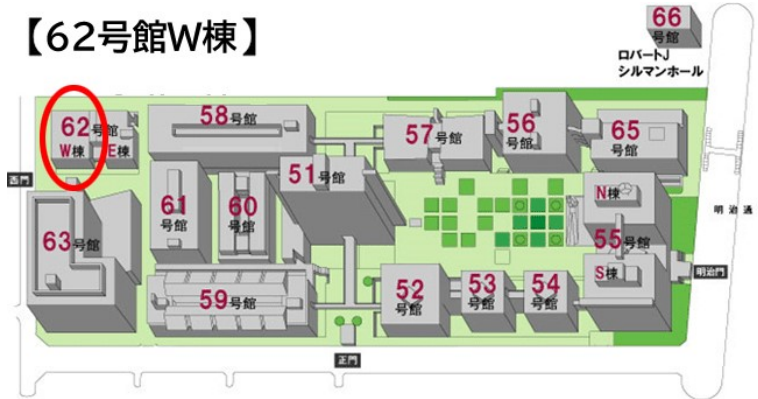 【62号館W棟】
66
号館
ロバートJ
シルマンホール
62号館
W棟 E棟
58号館
57号館
56
号館
65
号館
51号館
61
号館
60
号館
N棟
55
号館
S棟
西門
63号館
明治通
明治門
59号館
52
号館
53
号館
54
号館
正門